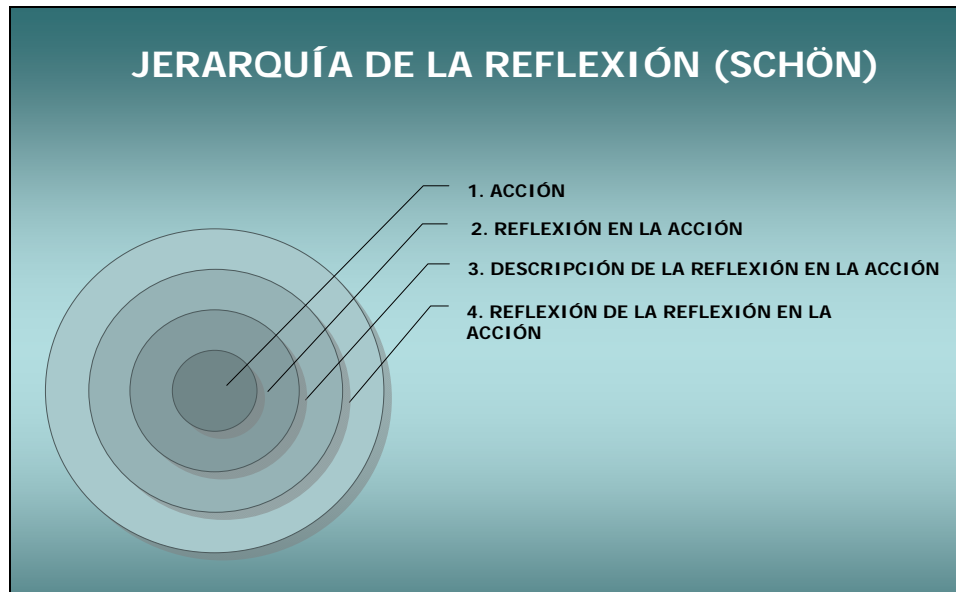 JERARQUÍA DE LA REFLEXIÓN (SCHÖN)
1. ACCIÓN
2. REFLEXIÓN EN LA ACCIÓN
3. DESCRIPCIÓN DE LA REFLEXIÓN EN LA ACCIÓN
4. REFLEXIÓN DE LA REFLEXIÓN EN LA
ACCIÓN